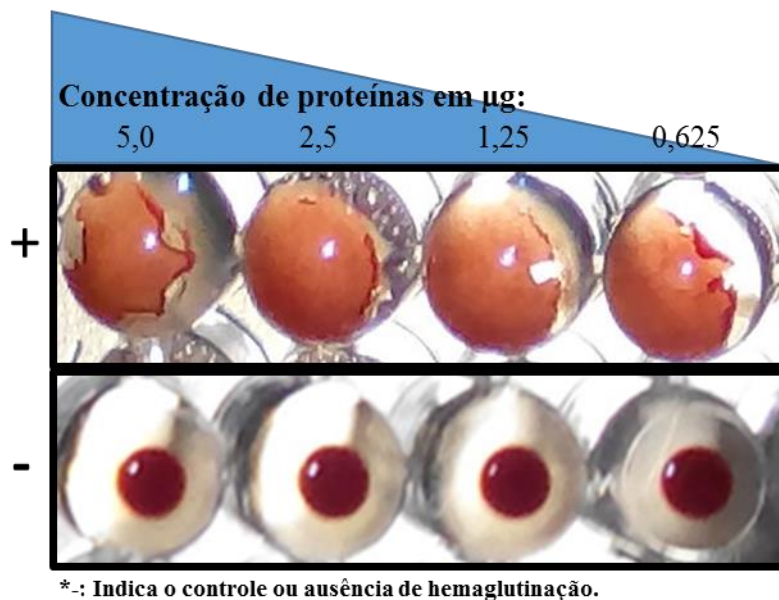 Concentração de proteínas em µg:
5,0 2,5 1,25 0,625
+
-
*-: Indica o controle ou ausência de hemaglutinação.